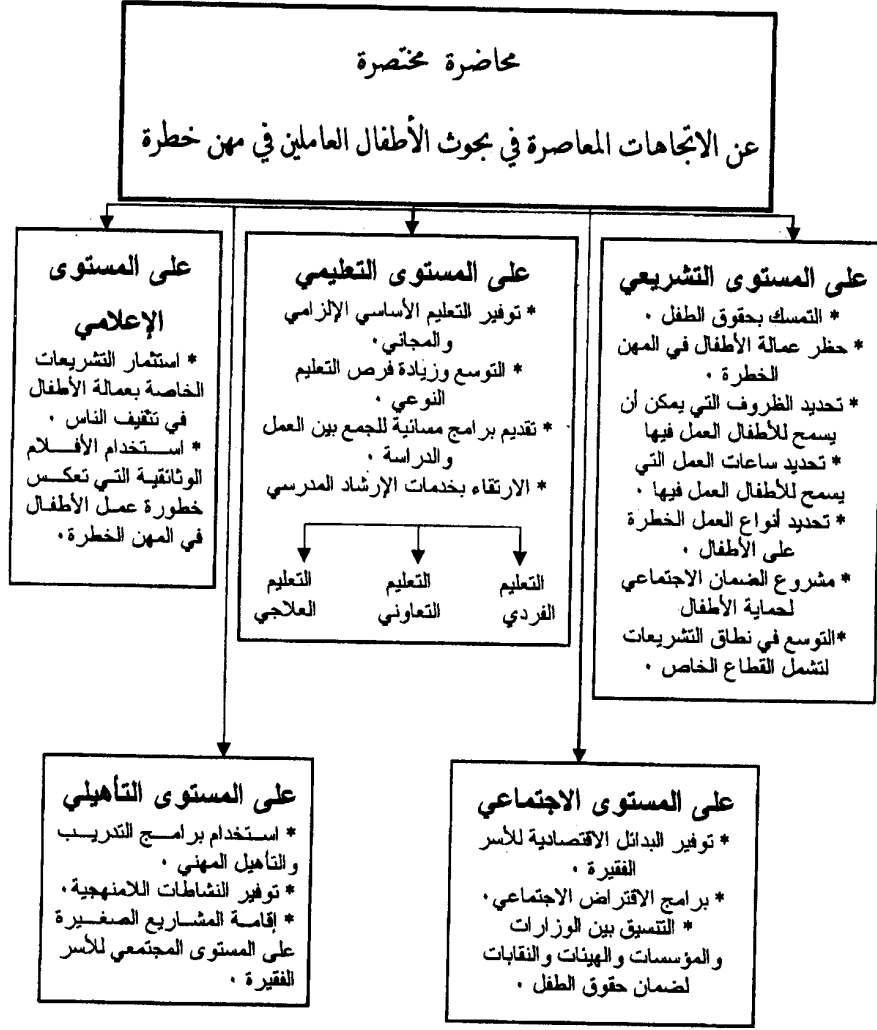 محاضرة مختصرة
عن الاتجاهات المعاصرة في بحوث الأطفال العاملين في مهن خطرة
على المستوى التشريعي
* التمسك بحقوق الطفل .
* حظر عمالة الأطفال في المهن
الخطرة .
* تحديد الظروف التي يمكن أن
يسمح للأطفال العمل فيها
* تحديد ساعات العمل التي
يسمح للأطفال العمل فيها .
* تحديد أنواع العمل الخطرة
على الأطفال .
* مشروع الضمان الاجتماعي
لحماية الأطفال
*التوسع في نطاق التشريعات
لتشمل القطاع الخاص .
على المستوى التعليمي
* توفير التعليم الأساسي الإلزامي
والمجاني.
* التوسع وزيادة فرص التعليم
النوعي .
* تقديم برامج مسائية للجمع بين العمل
والدراسة .
* الارتقاء بخدمات الإرشاد المدرسي
التعليم
الفردي
التعليم
التعاوني
التعليم
العلاجي
على المستوى
الإعلامي
* استثمار التشريعات
الخاصة بعمالة الأطفال
في تثقيف الناس .
* استخدام الأفلام
الوثائقية التي تعكس
خطورة عمل الأطفال
في المهن الخطرة.
على المستوى الاجتماعي
* توفير البدائل الاقتصادية للأسر
الفقيرة .
* برامج الاقتراض الاجتماعي.
* التنسيق بين الوزارات
والمؤسسات والهيئات والنقابات
لضمان حقوق الطفل .
على المستوى التأهيلي
* استخدام برامج التدريب
والتأهيل المهني .
* توفير النشاطات اللامنهجية.
* إقامة المشاريع الصغيرة
على المستوى المجتمعي للأسر
الفقيرة .